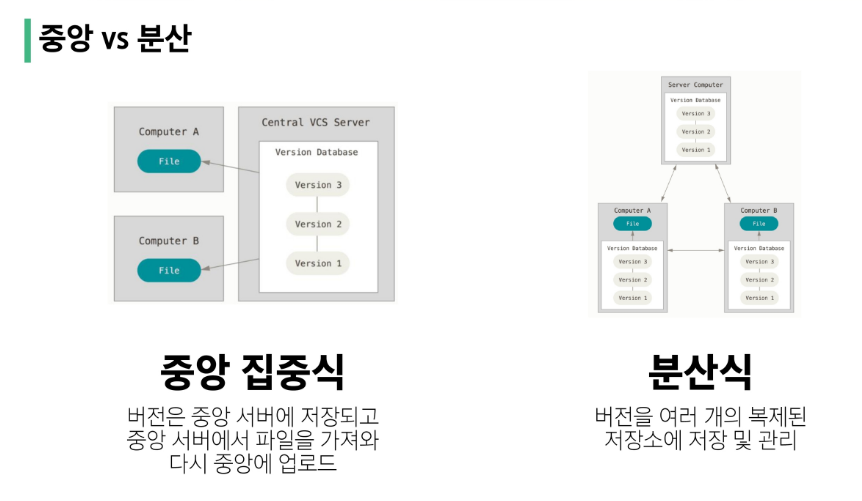 중앙 vs 분산
Computer A
File
Computer B
File
Central VCS Server
Version Database
Version 3
Version 2
Version 1
Server Computer
Version Database
Version 3
Version 2
Version 1
Computer A
File
Version Database
Version 3
Version 2
Version 1
Computer B
File
Version Database
Version 3
Version 2
Version 1
중앙 집중식
버전은 중앙 서버에 저장되고
중앙 서버에서 파일을 가져와
다시 중앙에 업로드
분산식
버전을 여러 개의 복제된
저장소에 저장 및 관리